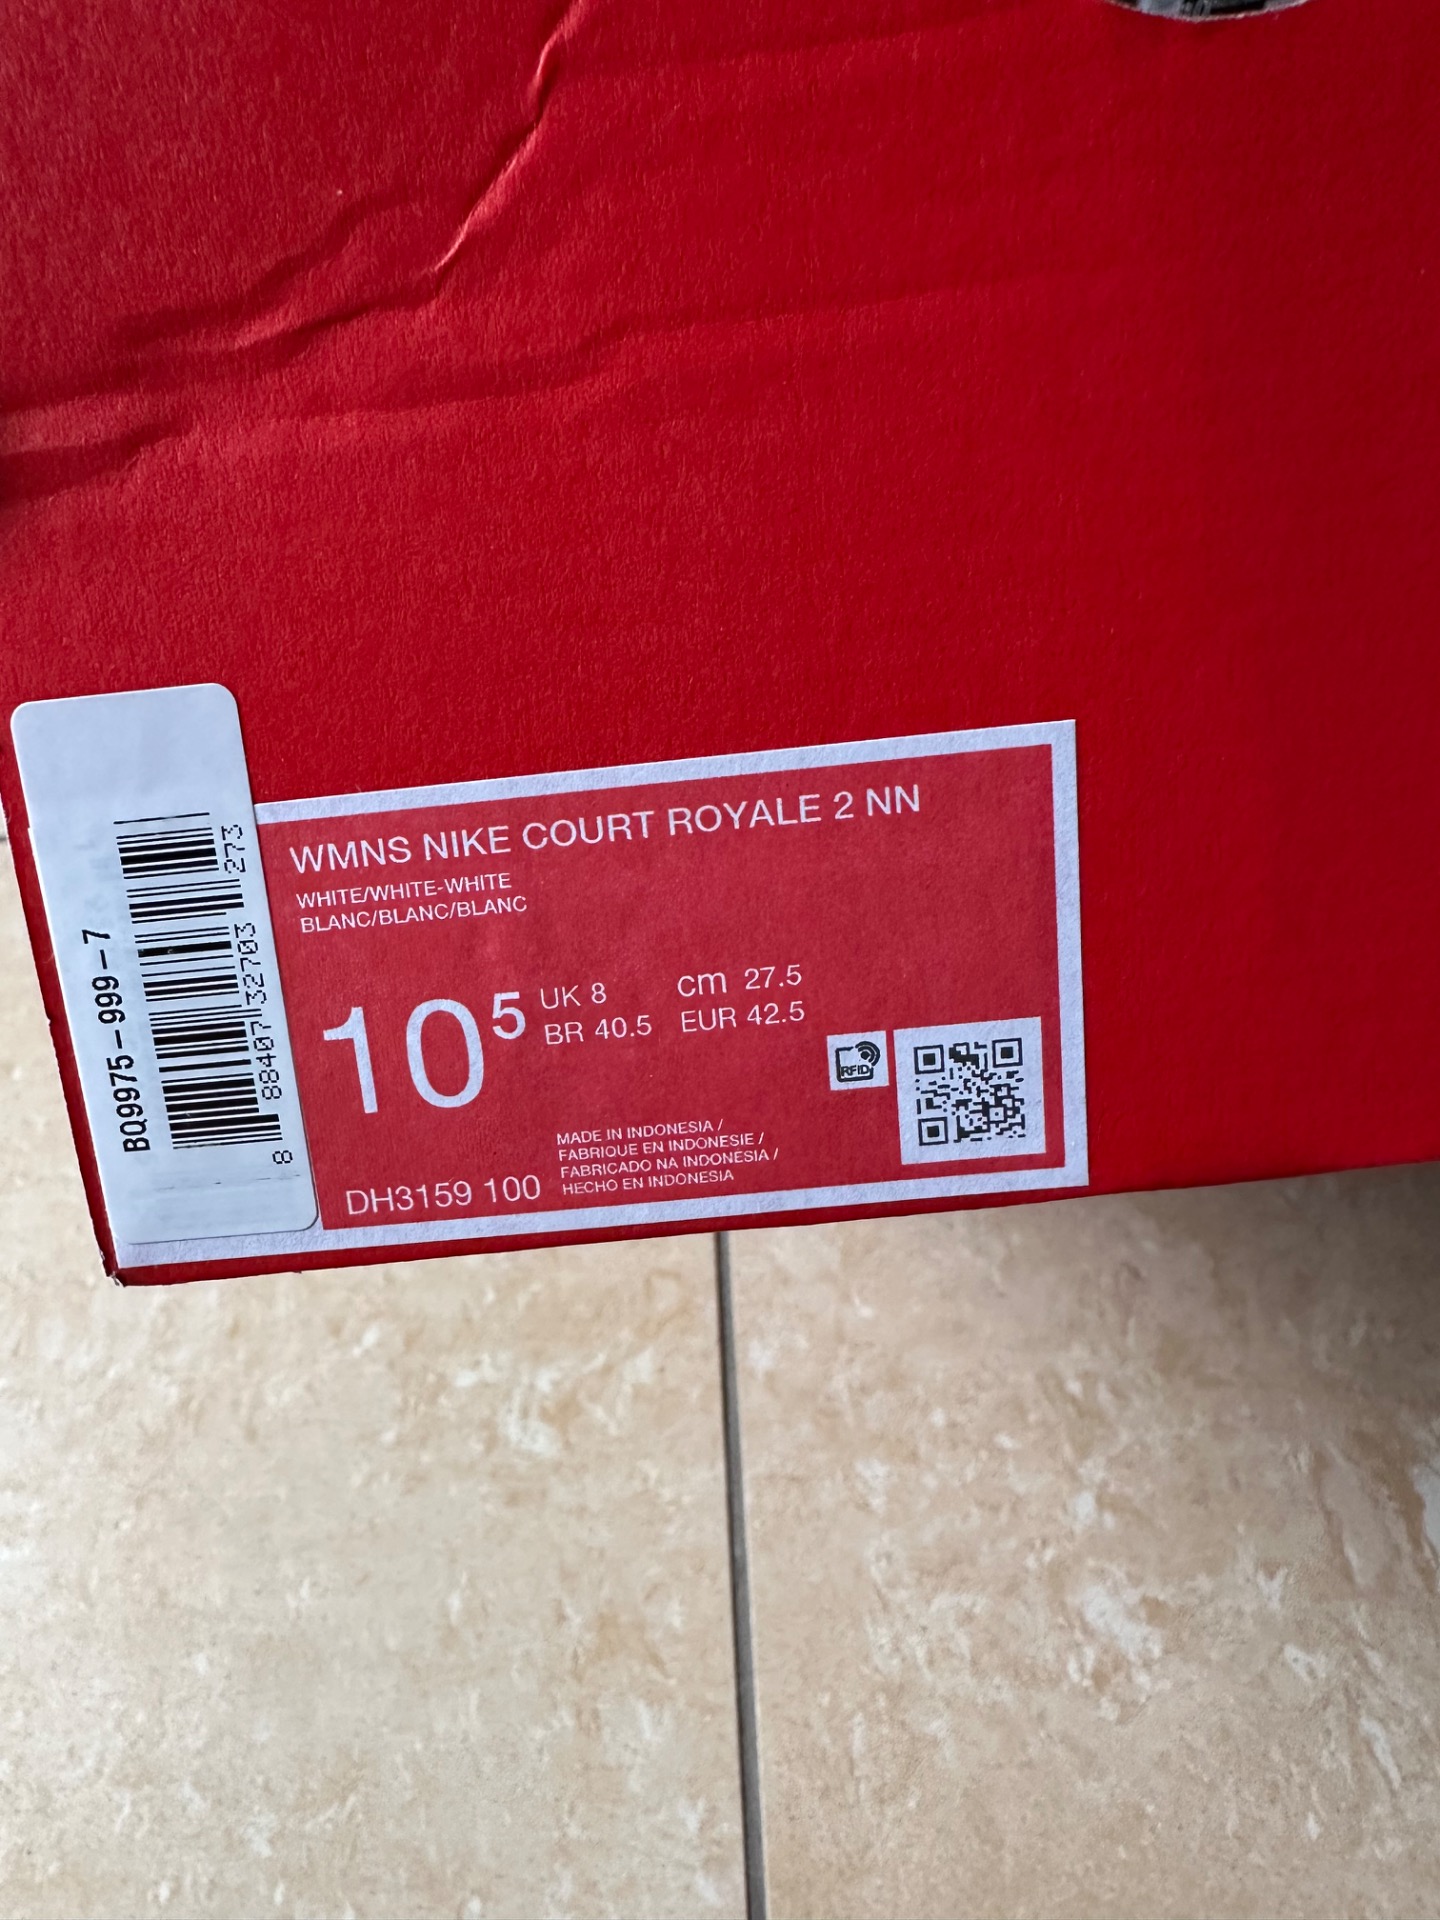 BQ9975-999-7
8 88407 32703 273
WMNS NIKE COURT ROYALE 2 NN
WHITE/WHITE-WHITE
BLANC/BLANC/BLANC
10 5
UK 8 cm 27.5
BR 40.5 EUR 42.5
RFID
MADE IN INDONESIA /
FABRIQUE EN INDONESIE /
FABRICADO NA INDONESIA /
HECHO EN INDONESIA
DH3159 100